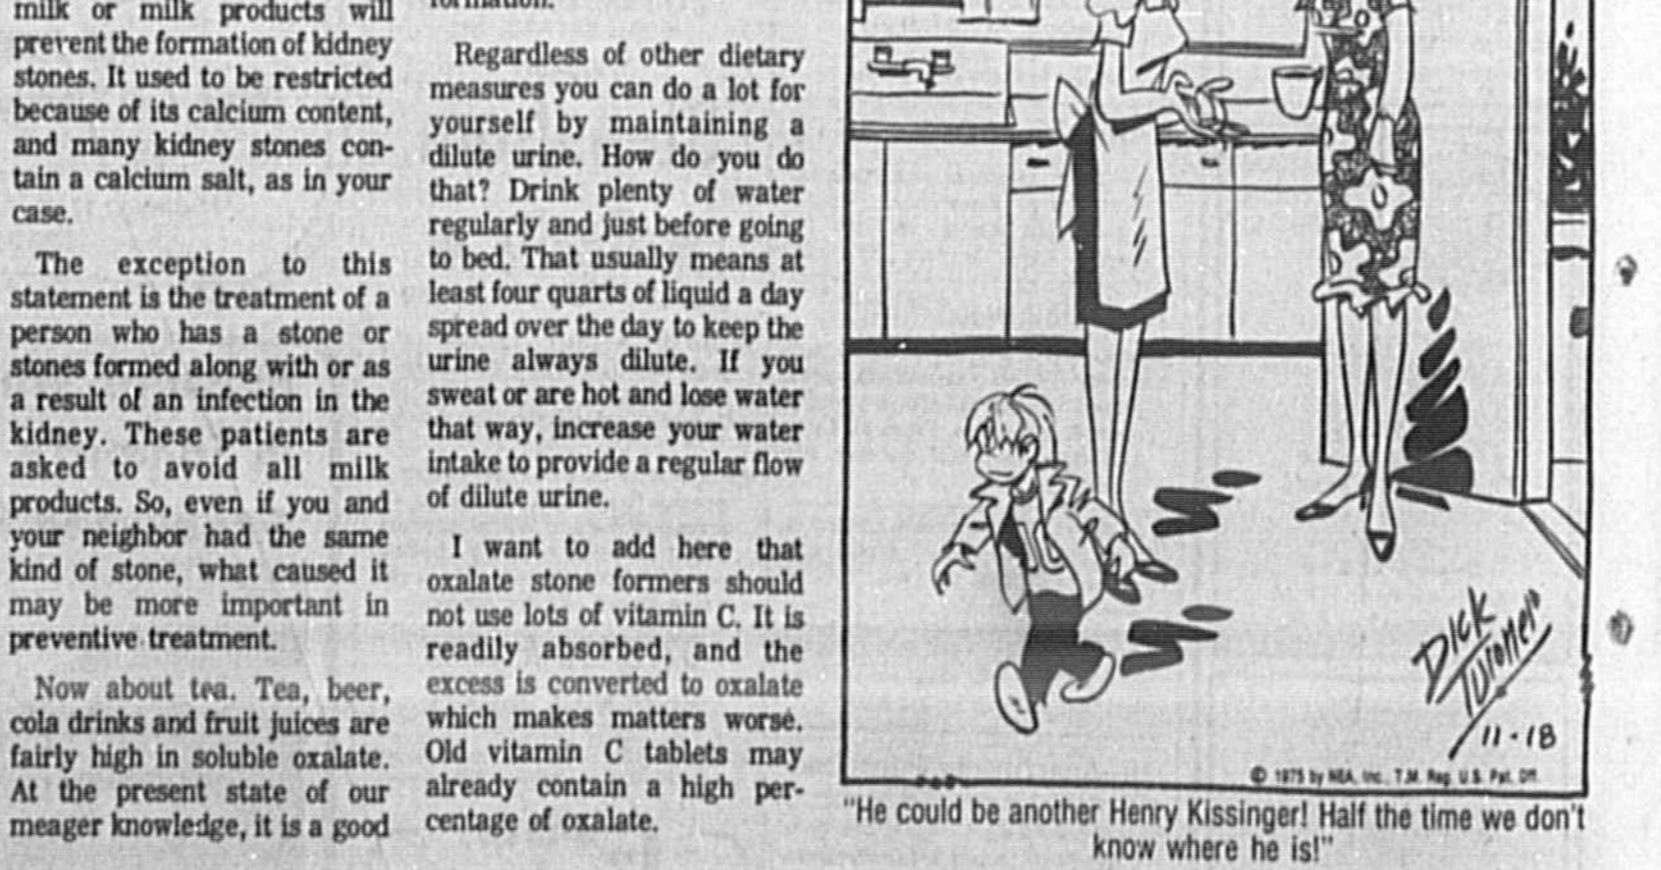 milk or milk products will
prevent the formation of kidney
stones. It used to be restricted
because of its calcium content,
and many kidney stones con-
tain a calcium salt, as in your
case.
The exception to this
statement is the treatment of a
person who has a stone or
stones formed along with or as
a result of an infection in the
kidney. These patients are
asked to avoid all milk
products. So, even if you and
your neighbor had the same
kind of stone, what caused it
may be more important in
preventive treatment.
Now about tea. Tea, beer,
cola drinks and fruit juices are
fairly high in soluble oxalate.
At the present state of our
meager knowledge, it is a good
formation.
Regardless of other dietary
measures you can do a lot for
yourself by maintaining a
dilute urine. How do you do
that? Drink plenty of water
regularly and just before going
to bed. That usually means at
least four quarts of liquid a day
spread over the day to keep the
urine always dilute. If you
sweat or are hot and lose water
that way, increase your water
intake to provide a regular flow
of dilute urine.
I want to add here that
oxalate stone formers should
not use lots of vitamin C. It is
readily absorbed, and the
excess is converted to oxalate
which makes matters worse.
Old vitamin C tablets may
already contain a high per-
centage of oxalate.
DICK
TURNER
11-18
© 1975 by NEA, Inc., T.M. Reg. U.S. Pat. Off.
"He could be another Henry Kissinger! Half the time we don't
know where he is!"